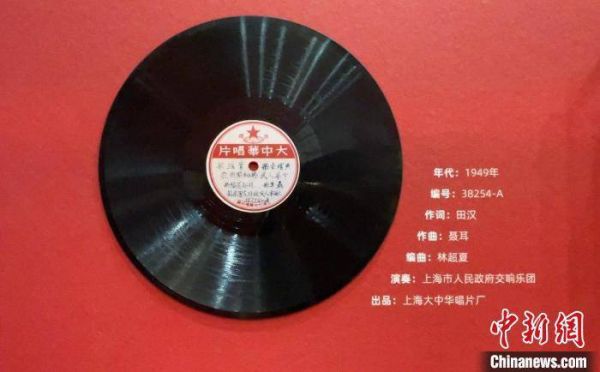 大中華唱片
年代：1949年
编号：38254-A
作词：田汉
作曲：聂耳
编曲：林超夏
演奏：上海市人民政府交响乐团
出品：上海大中华唱片厂
中新網
Chinanews.com